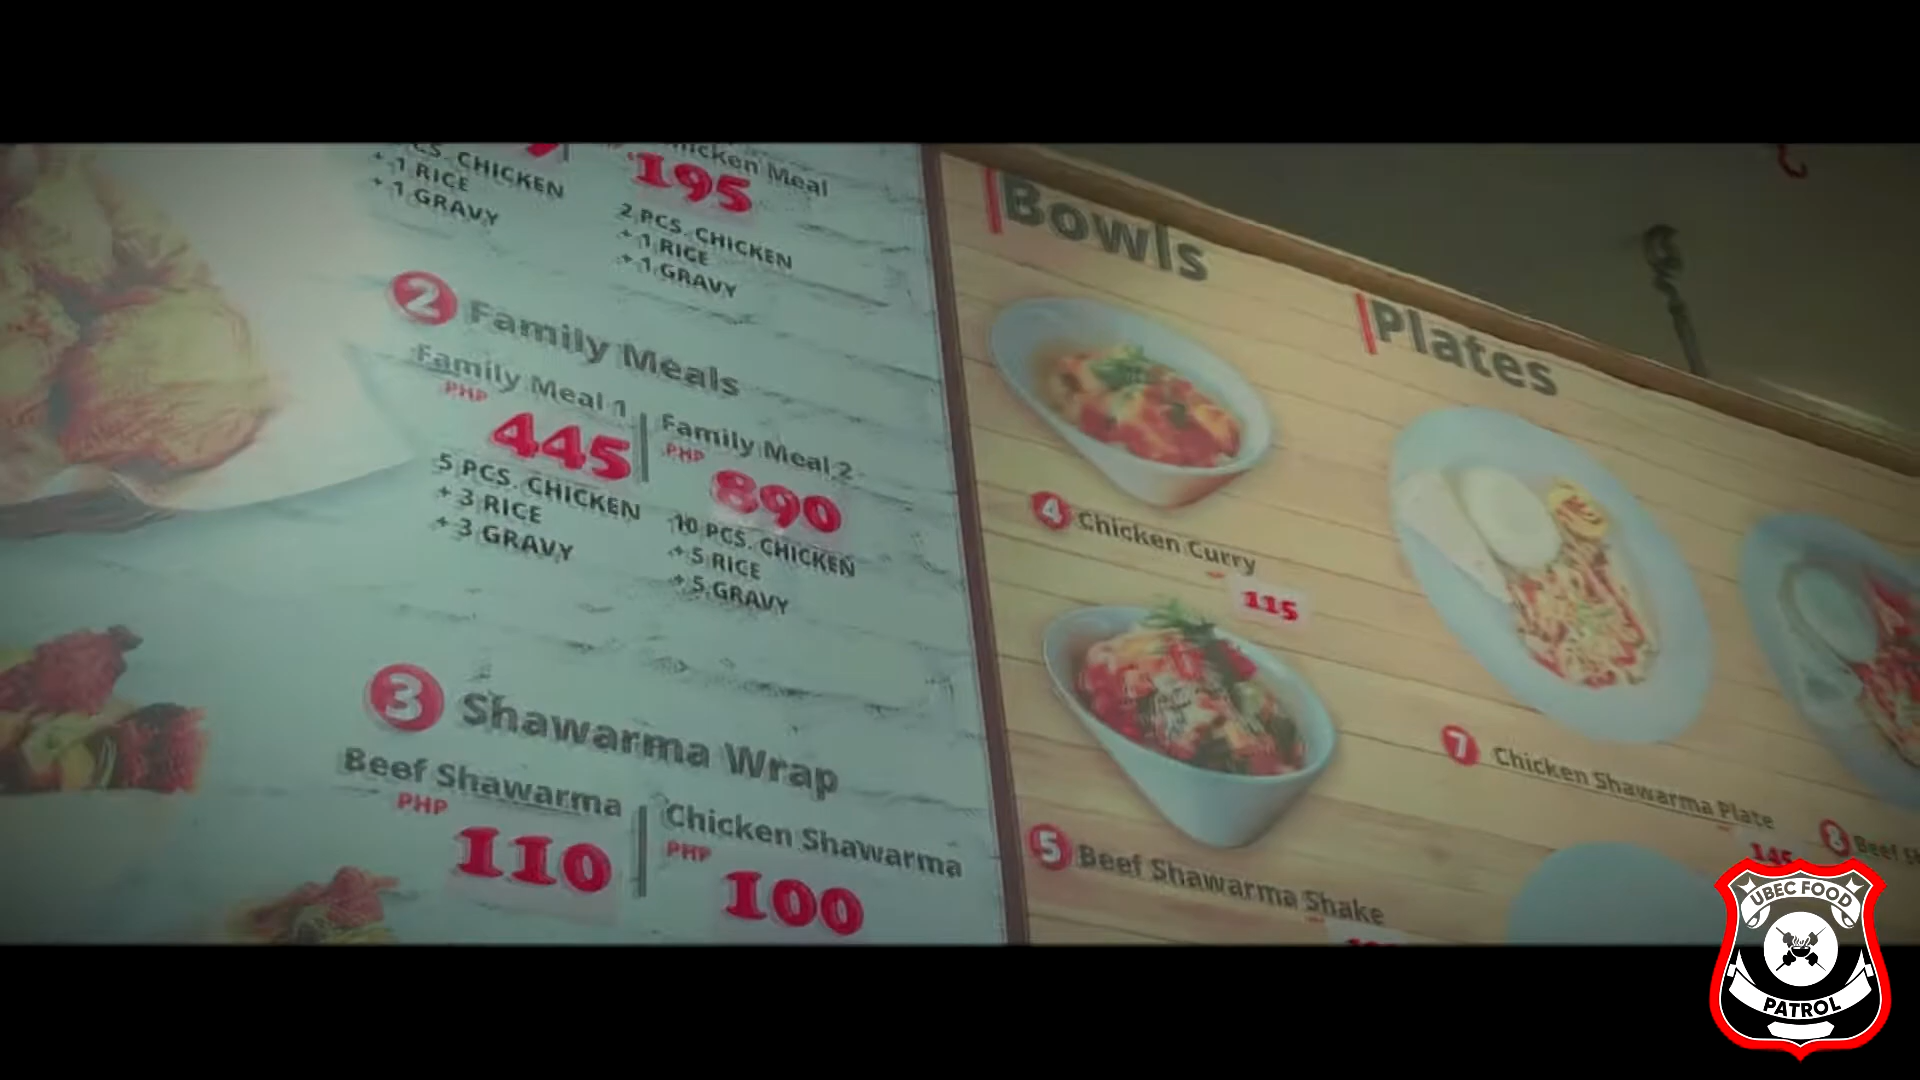 CHICKEN
+ 1 RICE
+ 1 GRAVY
Chicken Meal
195
2 PCS. CHICKEN
+ 1 RICE
+ 1 GRAVY
2 Family Meals
Family Meal 1
PHP
445
5 PCS. CHICKEN
+ 3 RICE
+ 3 GRAVY
Family Meal 2
PHP
890
10 PCS. CHICKEN
+ 5 RICE
+ 5 GRAVY
3 Shawarma Wrap
Beef Shawarma
PHP
110
Chicken Shawarma
PHP
100
Bowls
4 Chicken Curry
115
5 Beef Shawarma Shake
Plates
7 Chicken Shawarma Plate
145
8 Beef
UBEC FOOD
PATROL